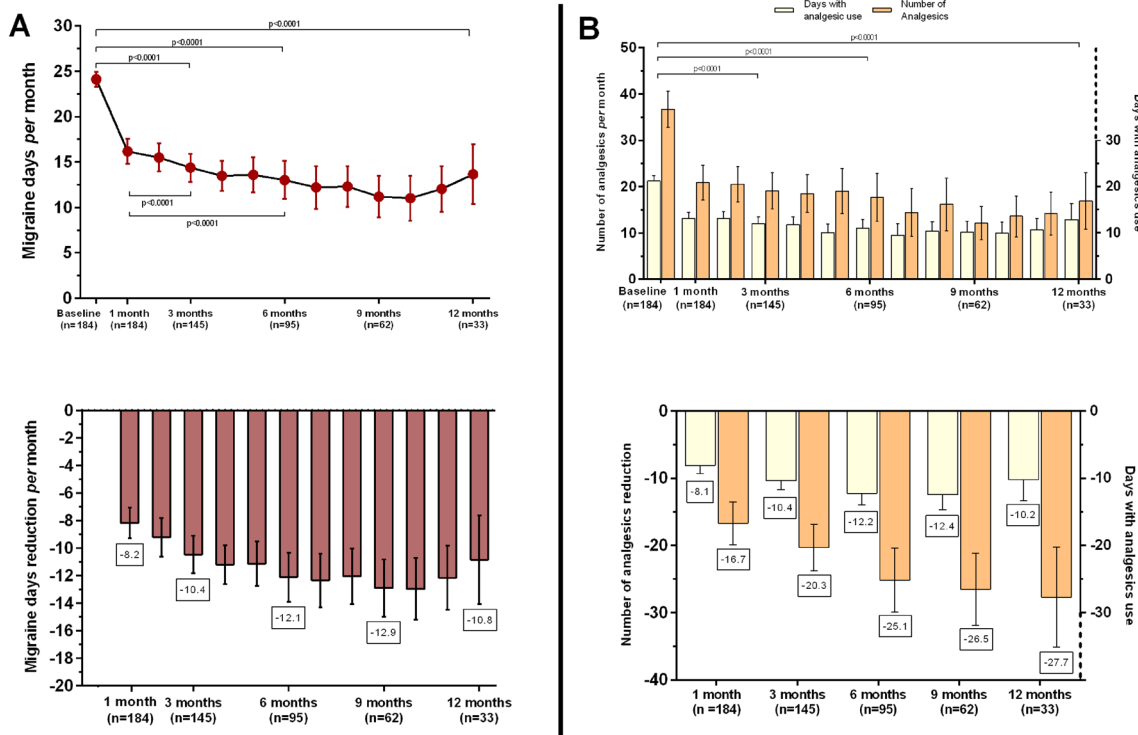 A
Migraine days per month
30
25
20
15
10
5
0
p<0.0001
p<0.0001
p<0.0001
p<0.0001
p<0.0001
Baseline 1 month 3 months 6 months 9 months 12 months
(n=184) (n=184) (n=145) (n=95) (n=62) (n=33)
Migraine days reduction per month
0
-2
-4
-6
-8
-10
-12
-14
-16
-18
-20
-8.2
-10.4
-12.1
-12.9
-10.8
1 month 3 months 6 months 9 months 12 months
(n=184) (n=145) (n=95) (n=62) (n=33)
B
Days with
analgesic use
Number of
Analgesics
Number of analgesics per month
50
40
30
20
10
0
p<0.0001
p<0.0001
p<0.0001
30
20
10
0
Days with analgesics use
Baseline 1 month 3 months 6 months 9 months 12 months
(n=184) (n=184) (n=145) (n=95) (n=62) (n=33)
Number of analgesics reduction
0
-10
-20
-30
-40
-8.1
-16.7
-10.4
-20.3
-12.2
-25.1
-12.4
-26.5
-10.2
-27.7
0
-10
-20
-30
Days with analgesics use
1 month 3 months 6 months 9 months 12 months
(n =184) (n=145) (n=95) (n=62) (n=33)